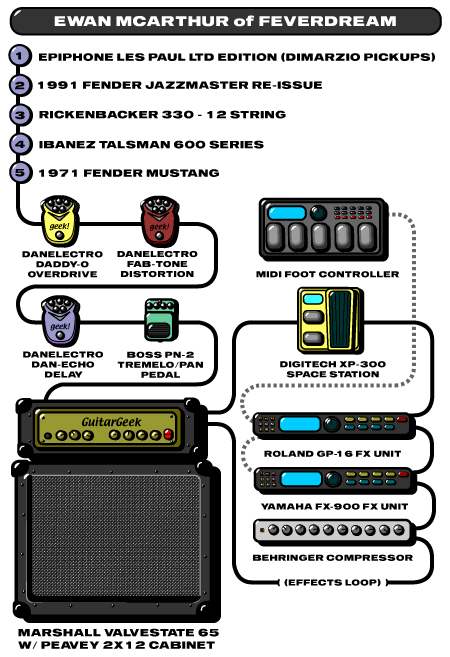 EWAN MCARTHUR of FEVERDREAM
1 EPIPHONE LES PAUL LTD EDITION (DIMARZIO PICKUPS)
2 1991 FENDER JAZZMASTER RE-ISSUE
3 RICKENBACKER 330 - 12 STRING
4 IBANEZ TALSMAN 600 SERIES
5 1971 FENDER MUSTANG
geek!
geek!
DANELECTRO
DADDY-O
OVERDRIVE
DANELECTRO
FAB-TONE
DISTORTION
MIDI FOOT CONTROLLER
geek!
DANELECTRO
DAN-ECHO
DELAY
BOSS PN-2
TREMELO/PAN
PEDAL
DIGITECH XP-300
SPACE STATION
GuitarGeek
ROLAND GP-16 FX UNIT
YAMAHA FX-900 FX UNIT
BEHRINGER COMPRESSOR
(EFFECTS LOOP)
MARSHALL VALVESTATE 65
W/ PEAVEY 2X12 CABINET